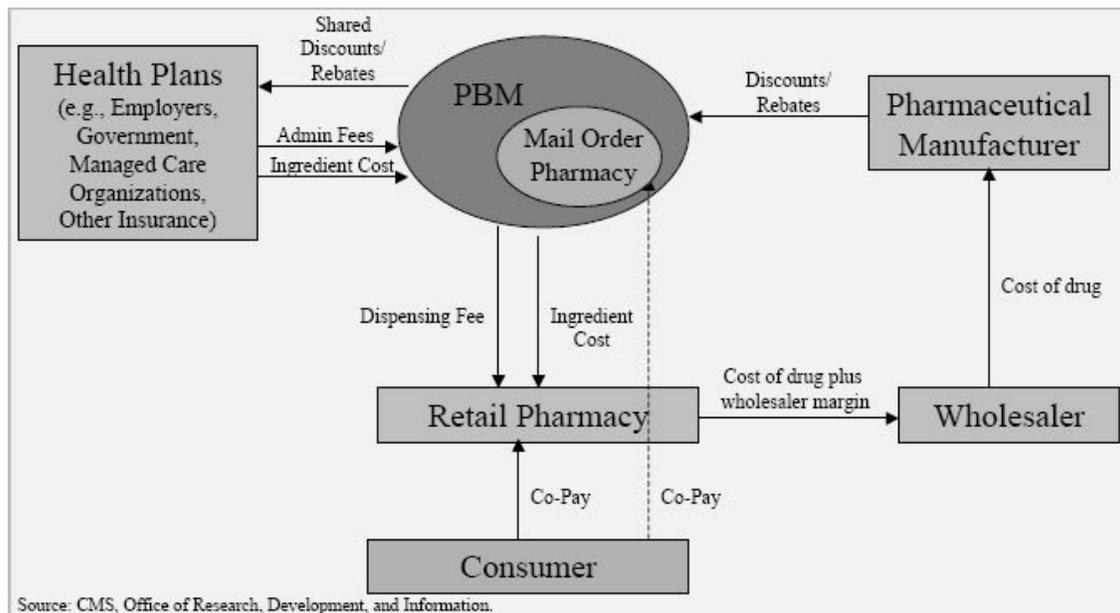 Shared
Discounts/
Rebates
Health Plans
(e.g., Employers,
Government,
Managed Care
Organizations,
Other Insurance)
Admin Fees
Ingredient Cost
PBM
Mail Order
Pharmacy
Discounts/
Rebates
Pharmaceutical
Manufacturer
Dispensing Fee
Ingredient
Cost
Cost of drug
Retail Pharmacy
Cost of drug plus
wholesaler margin
Wholesaler
Co-Pay
Co-Pay
Consumer
Source: CMS, Office of Research, Development, and Information.